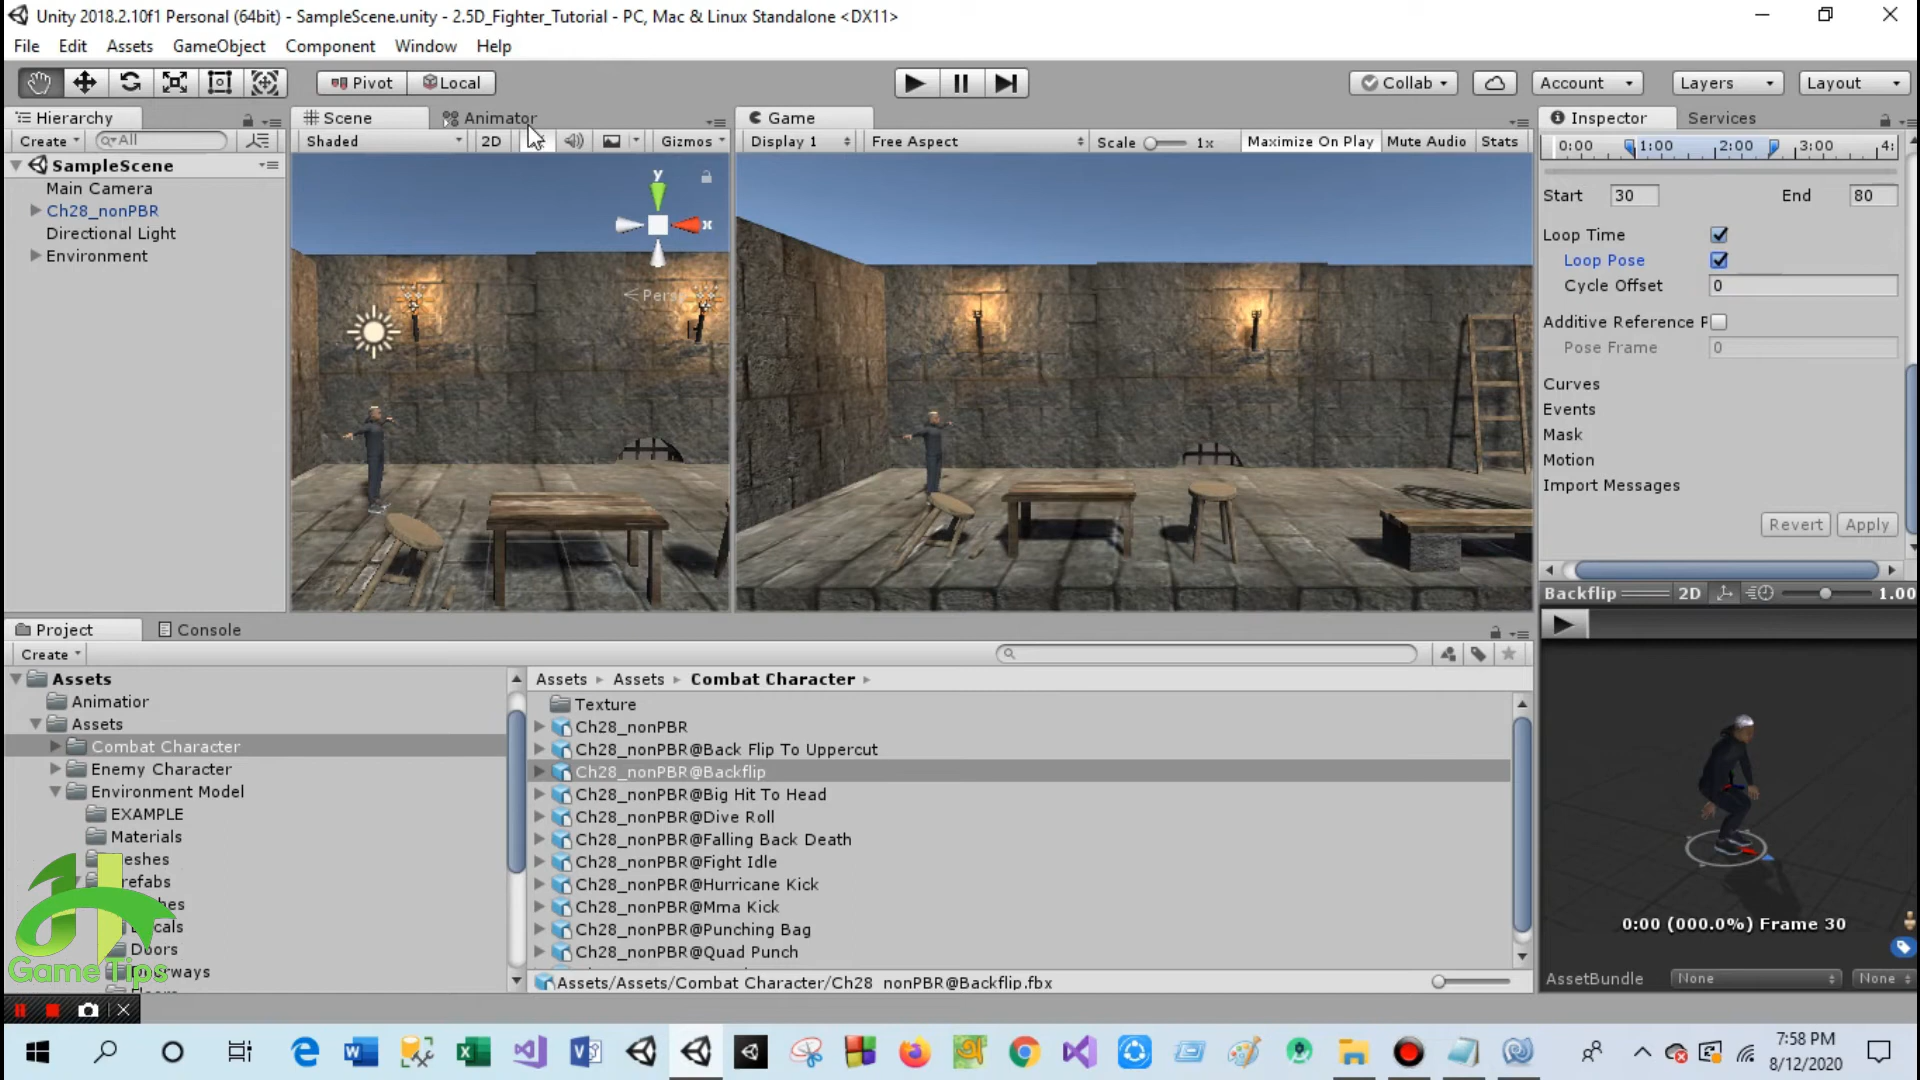 Unity 2018.2.10f1 Personal (64bit) - SampleScene.unity - 2.5D_Fighter_Tutorial - PC, Mac & Linux Standalone <DX11>
File Edit Assets GameObject Component Window Help
Pivot Local Collab Account Layers Layout
Hierarchy
Create All
SampleScene
Main Camera
Ch28_nonPBR
Directional Light
Environment
Scene Animator
Shaded 2D Gizmos
y
x
Persp
Game
Display 1 Free Aspect Scale 1x Maximize On Play Mute Audio Stats
Inspector Services
0:00 1:00 2:00 3:00 4:
Start 30 End 80
Loop Time
Loop Pose
Cycle Offset 0
Additive Reference P
Pose Frame 0
Curves
Events
Mask
Motion
Import Messages
Revert Apply
Backflip 2D 1.00
0:00 (000.0%) Frame 30
AssetBundle None None
Project Console
Create
Assets
Animatior
Assets
Combat Character
Enemy Character
Environment Model
EXAMPLE
Materials
Doors
Game Tips
Assets Assets Combat Character
Texture
Ch28_nonPBR
Ch28_nonPBR@Back Flip To Uppercut
Ch28_nonPBR@Backflip
Ch28_nonPBR@Big Hit To Head
Ch28_nonPBR@Dive Roll
Ch28_nonPBR@Falling Back Death
Ch28_nonPBR@Fight Idle
Ch28_nonPBR@Hurricane Kick
Ch28_nonPBR@Mma Kick
Ch28_nonPBR@Punching Bag
Ch28_nonPBR@Quad Punch
Assets/Assets/Combat Character/Ch28_nonPBR@Backflip.fbx
7:58 PM
8/12/2020